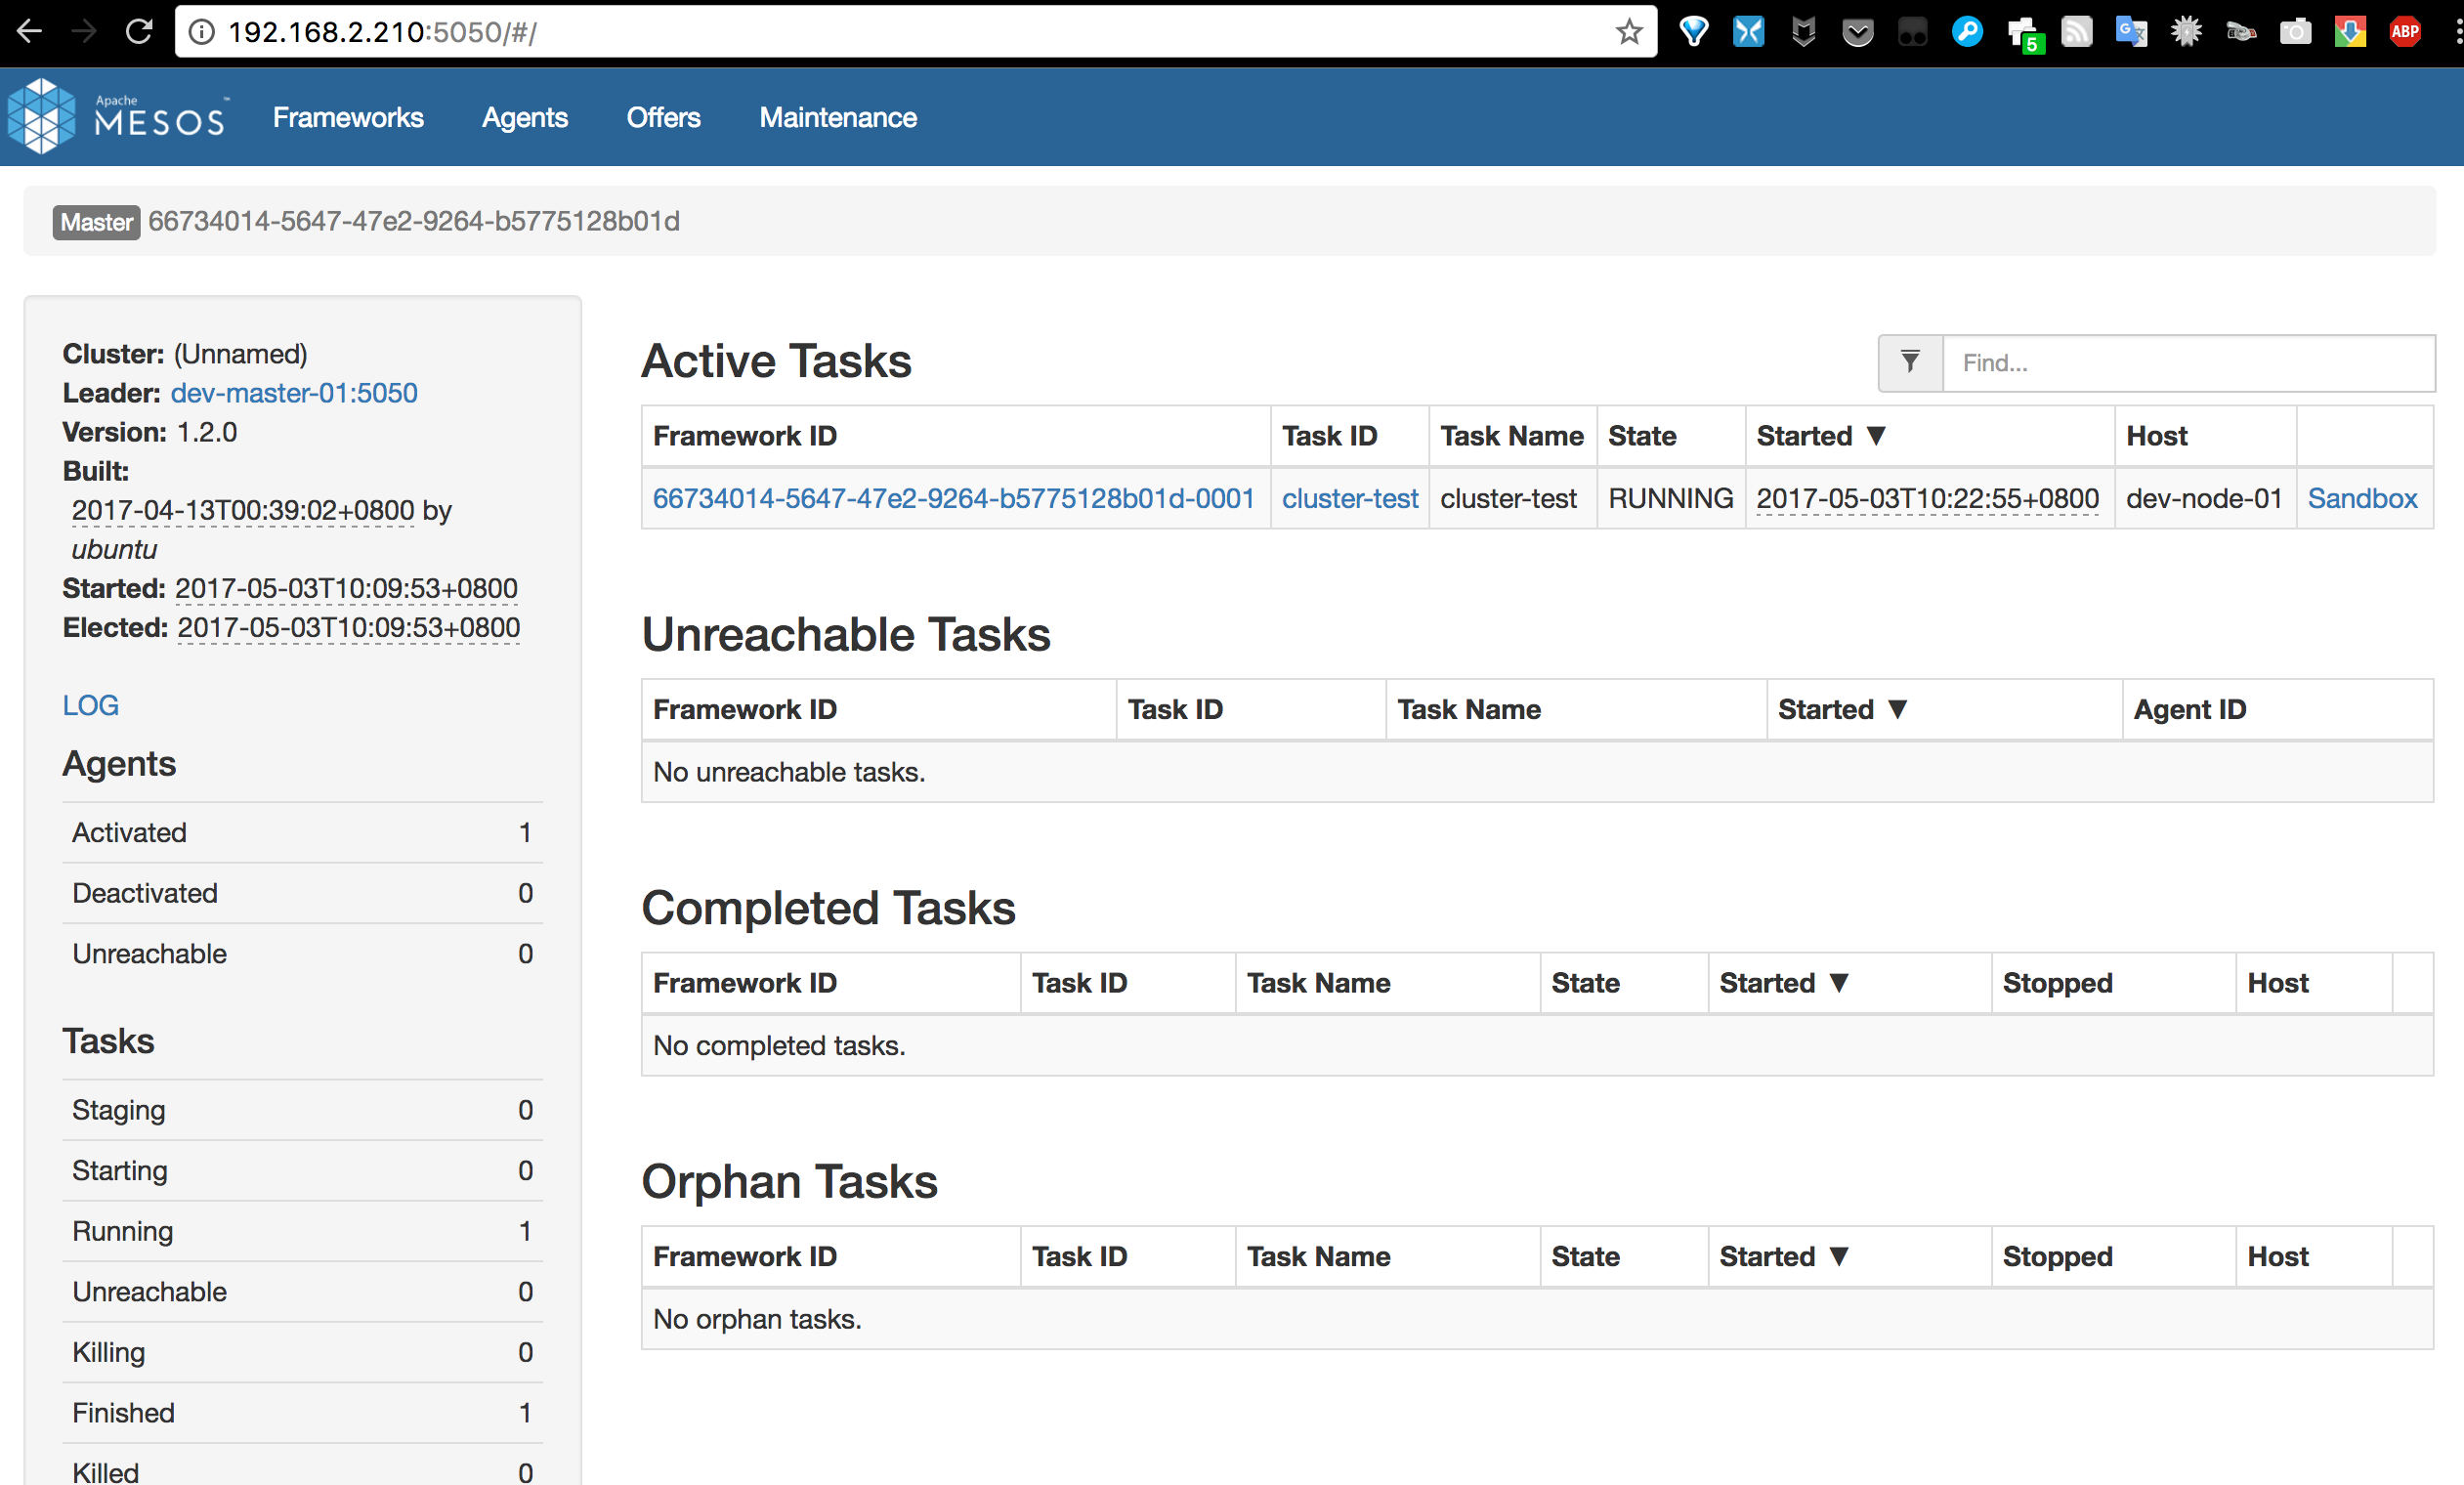 192.168.2.210:5050/#/
5
ABP
Apache
MESOS™
Frameworks Agents Offers Maintenance
Master 66734014-5647-47e2-9264-b5775128b01d
Cluster: (Unnamed)
Leader: dev-master-01:5050
Version: 1.2.0
Built:
2017-04-13T00:39:02+0800 by
ubuntu
Started: 2017-05-03T10:09:53+0800
Elected: 2017-05-03T10:09:53+0800
LOG
Agents
Activated 1
Deactivated 0
Unreachable 0
Tasks
Staging 0
Starting 0
Running 1
Unreachable 0
Killing 0
Finished 1
Killed 0
Active Tasks
Find...
Framework ID Task ID Task Name State Started ▼ Host
66734014-5647-47e2-9264-b5775128b01d-0001 cluster-test cluster-test RUNNING 2017-05-03T10:22:55+0800 dev-node-01 Sandbox
Unreachable Tasks
Framework ID Task ID Task Name Started ▼ Agent ID
No unreachable tasks.
Completed Tasks
Framework ID Task ID Task Name State Started ▼ Stopped Host
No completed tasks.
Orphan Tasks
Framework ID Task ID Task Name State Started ▼ Stopped Host
No orphan tasks.